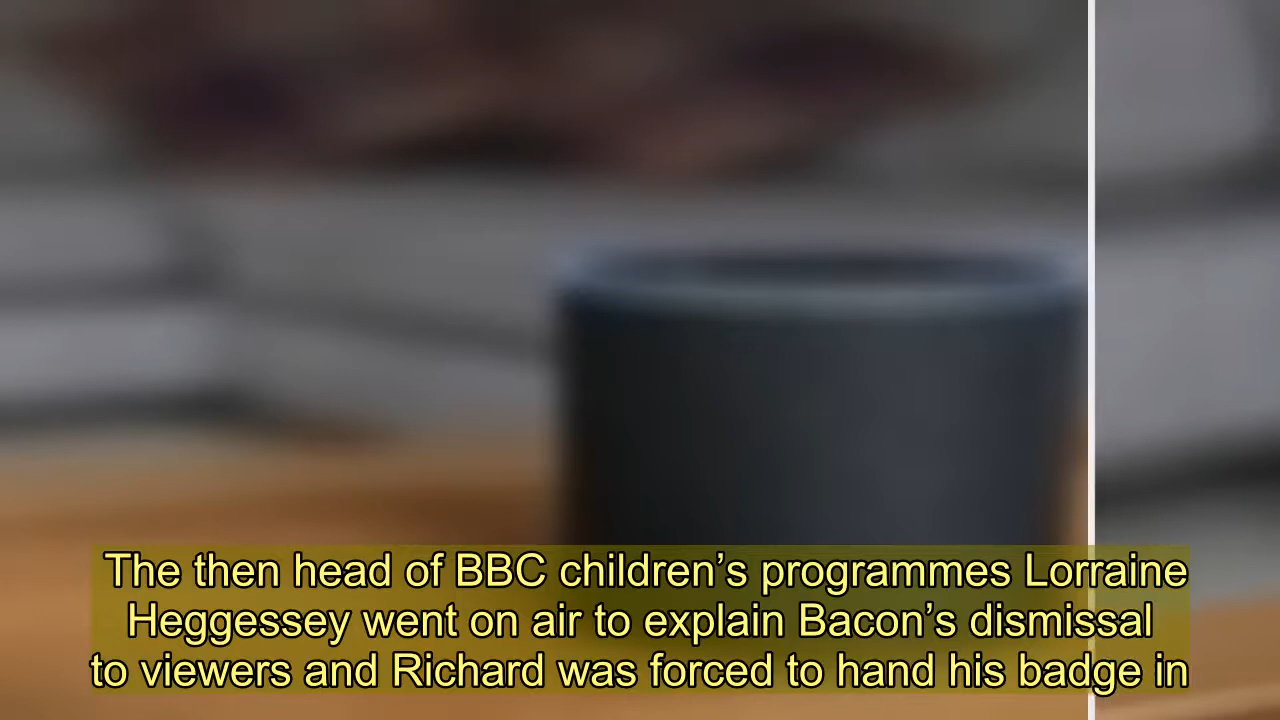 The then head of BBC children’s programmes Lorraine
Heggessey went on air to explain Bacon’s dismissal
to viewers and Richard was forced to hand his badge in